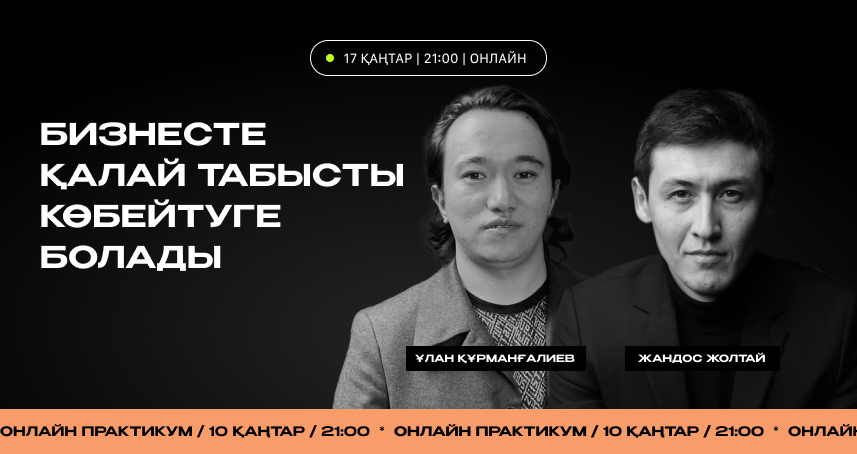 17 ҚАҢТАР | 21:00 | ОНЛАЙН
БИЗНЕСТЕ
ҚАЛАЙ ТАБЫСТЫ
КӨБЕЙТУГЕ
БОЛАДЫ
ҰЛАН ҚҰРМАНҒАЛИЕВ
ЖАНДОС ЖОЛТАЙ
ОНЛАЙН ПРАКТИКУМ / 10 ҚАҢТАР / 21:00 * ОНЛАЙН ПРАКТИКУМ / 10 ҚАҢТАР / 21:00 * ОНЛАЙН